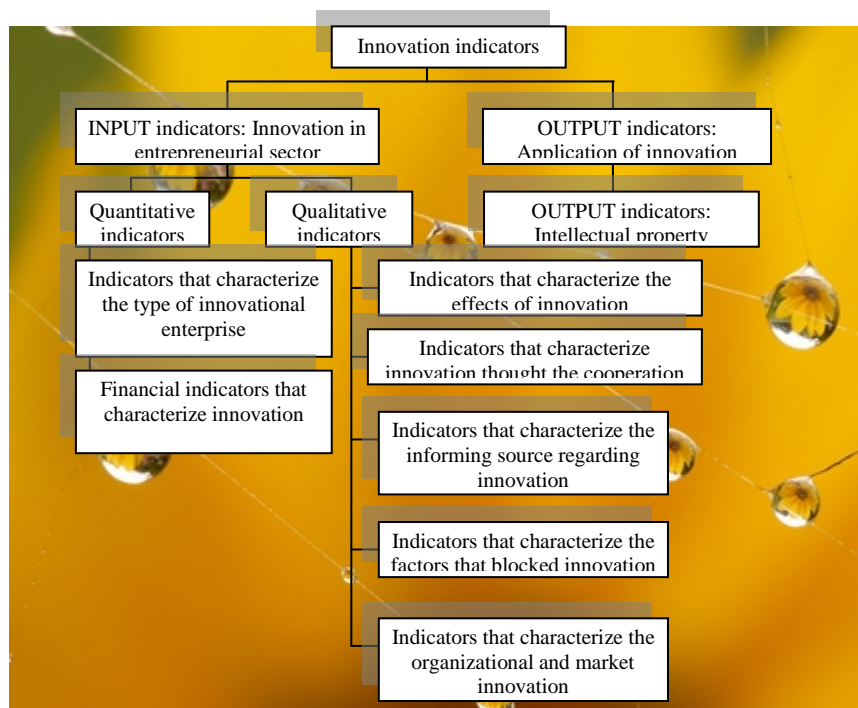 Innovation indicators
INPUT indicators: Innovation in
entrepreneurial sector
OUTPUT indicators:
Application of innovation
Quantitative
indicators
Qualitative
indicators
OUTPUT indicators:
Intellectual property
Indicators that characterize
the type of innovational
enterprise
Financial indicators that
characterize innovation
Indicators that characterize the
effects of innovation
Indicators that characterize
innovation thought the cooperation
Indicators that characterize the
informing source regarding
innovation
Indicators that characterize the
factors that blocked innovation
Indicators that characterize the
organizational and market
innovation